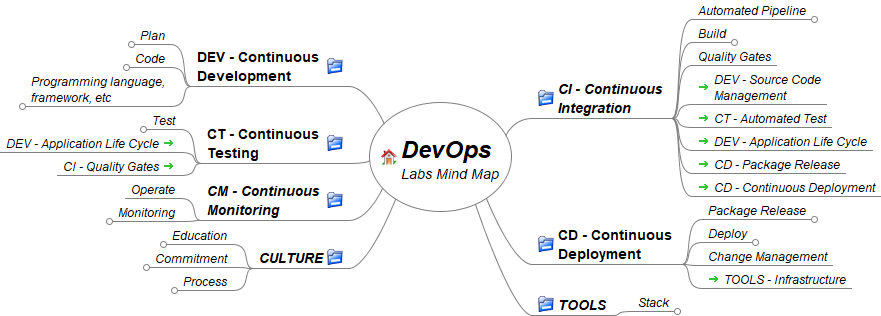 DevOps
Labs Mind Map
DEV - Continuous
Development
Plan
Code
Programming language,
framework, etc
CT - Continuous
Testing
Test
DEV - Application Life Cycle
CI - Quality Gates
CM - Continuous
Monitoring
Operate
Monitoring
CULTURE
Education
Commitment
Process
CI - Continuous
Integration
Automated Pipeline
Build
Quality Gates
DEV - Source Code
Management
CT - Automated Test
DEV - Application Life Cycle
CD - Package Release
CD - Continuous Deployment
CD - Continuous
Deployment
Package Release
Deploy
Change Management
TOOLS - Infrastructure
TOOLS
Stack